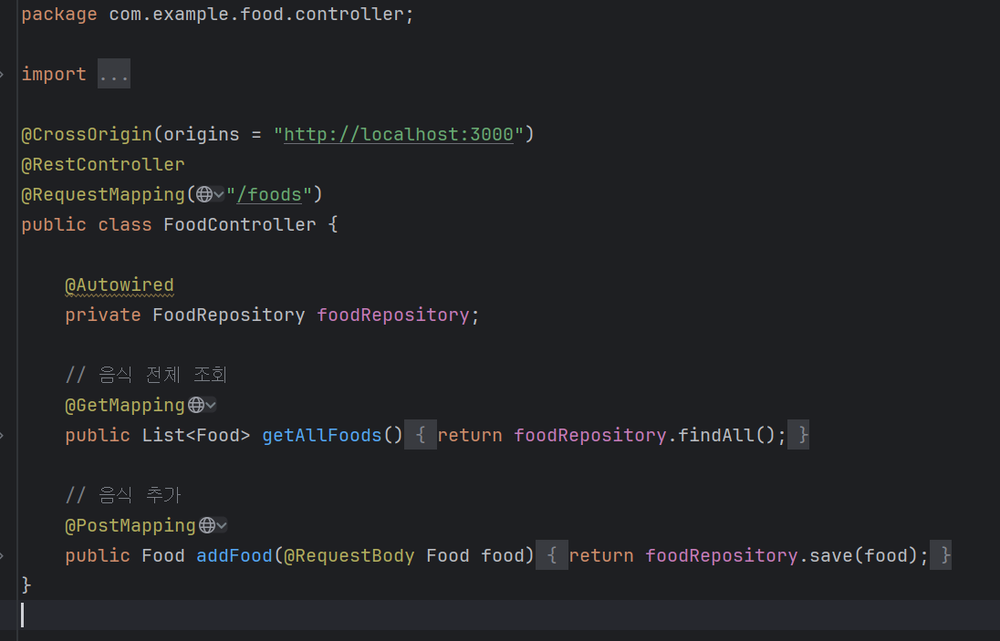 package com.example.food.controller;
import ...
@CrossOrigin(origins = "http://localhost:3000")
@RestController
@RequestMapping("/foods")
public class FoodController {
@Autowired
private FoodRepository foodRepository;
// 음식 전체 조회
@GetMapping
public List<Food> getAllFoods() { return foodRepository.findAll(); }
// 음식 추가
@PostMapping
public Food addFood(@RequestBody Food food) { return foodRepository.save(food); }
}